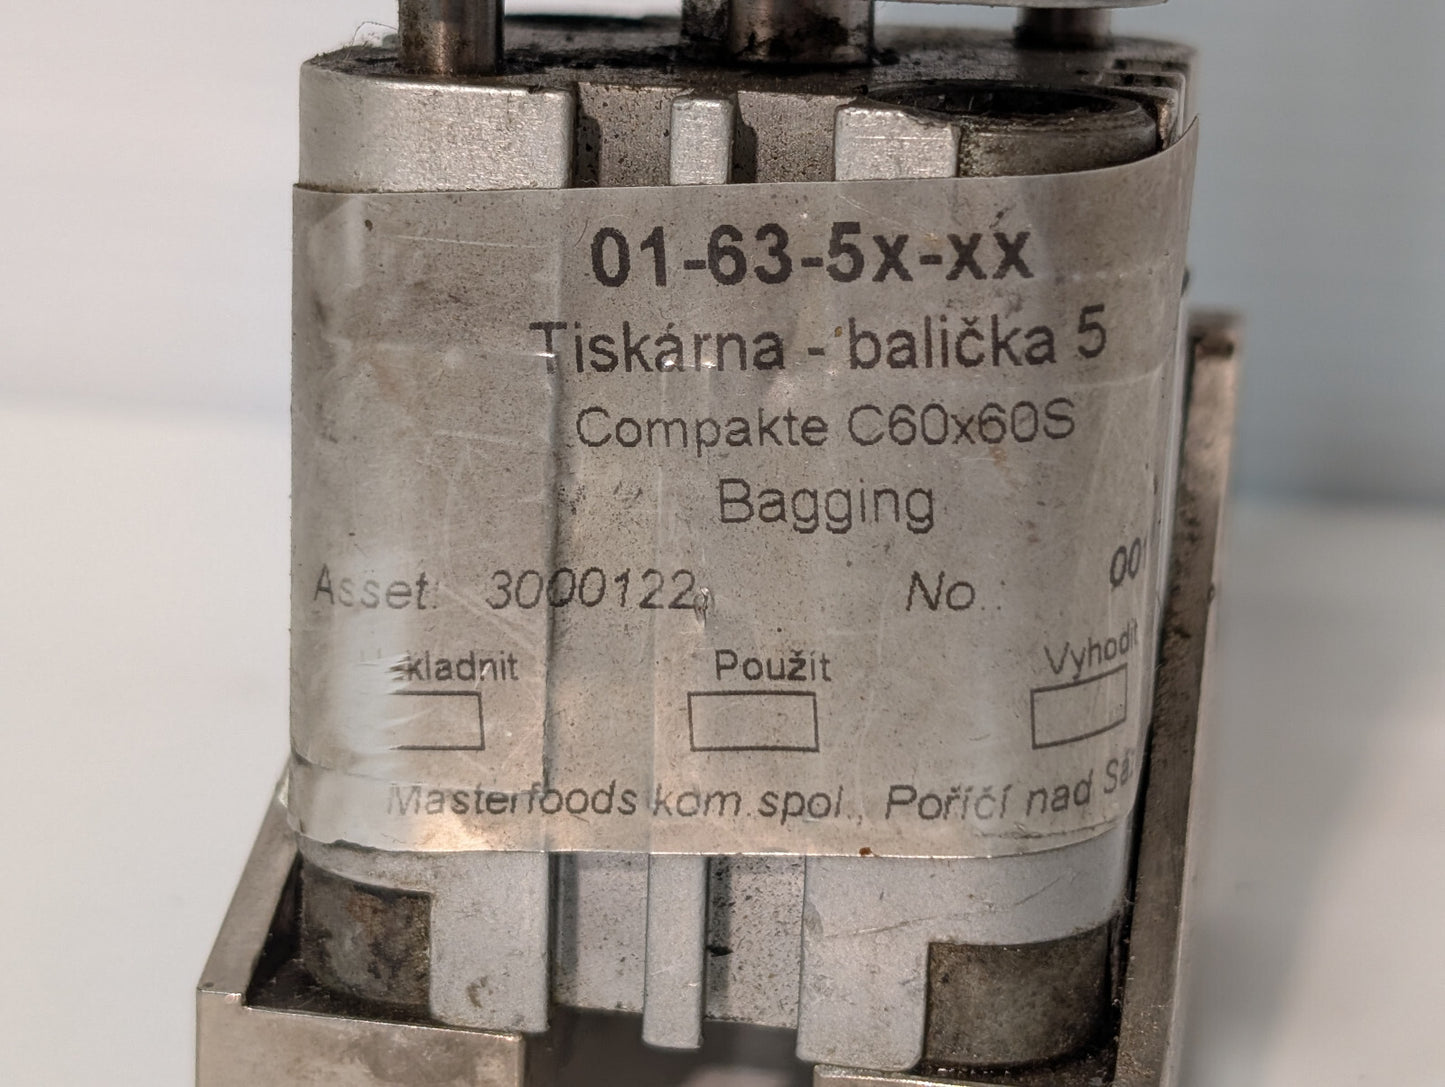 01-63-5x-xx
Tiskárna - balička 5
Compakte C60x60S
Bagging
Asset: 3000122 No.: 001
Použít Vyhodit
Masterfoods kom.spol., Poříčí nad